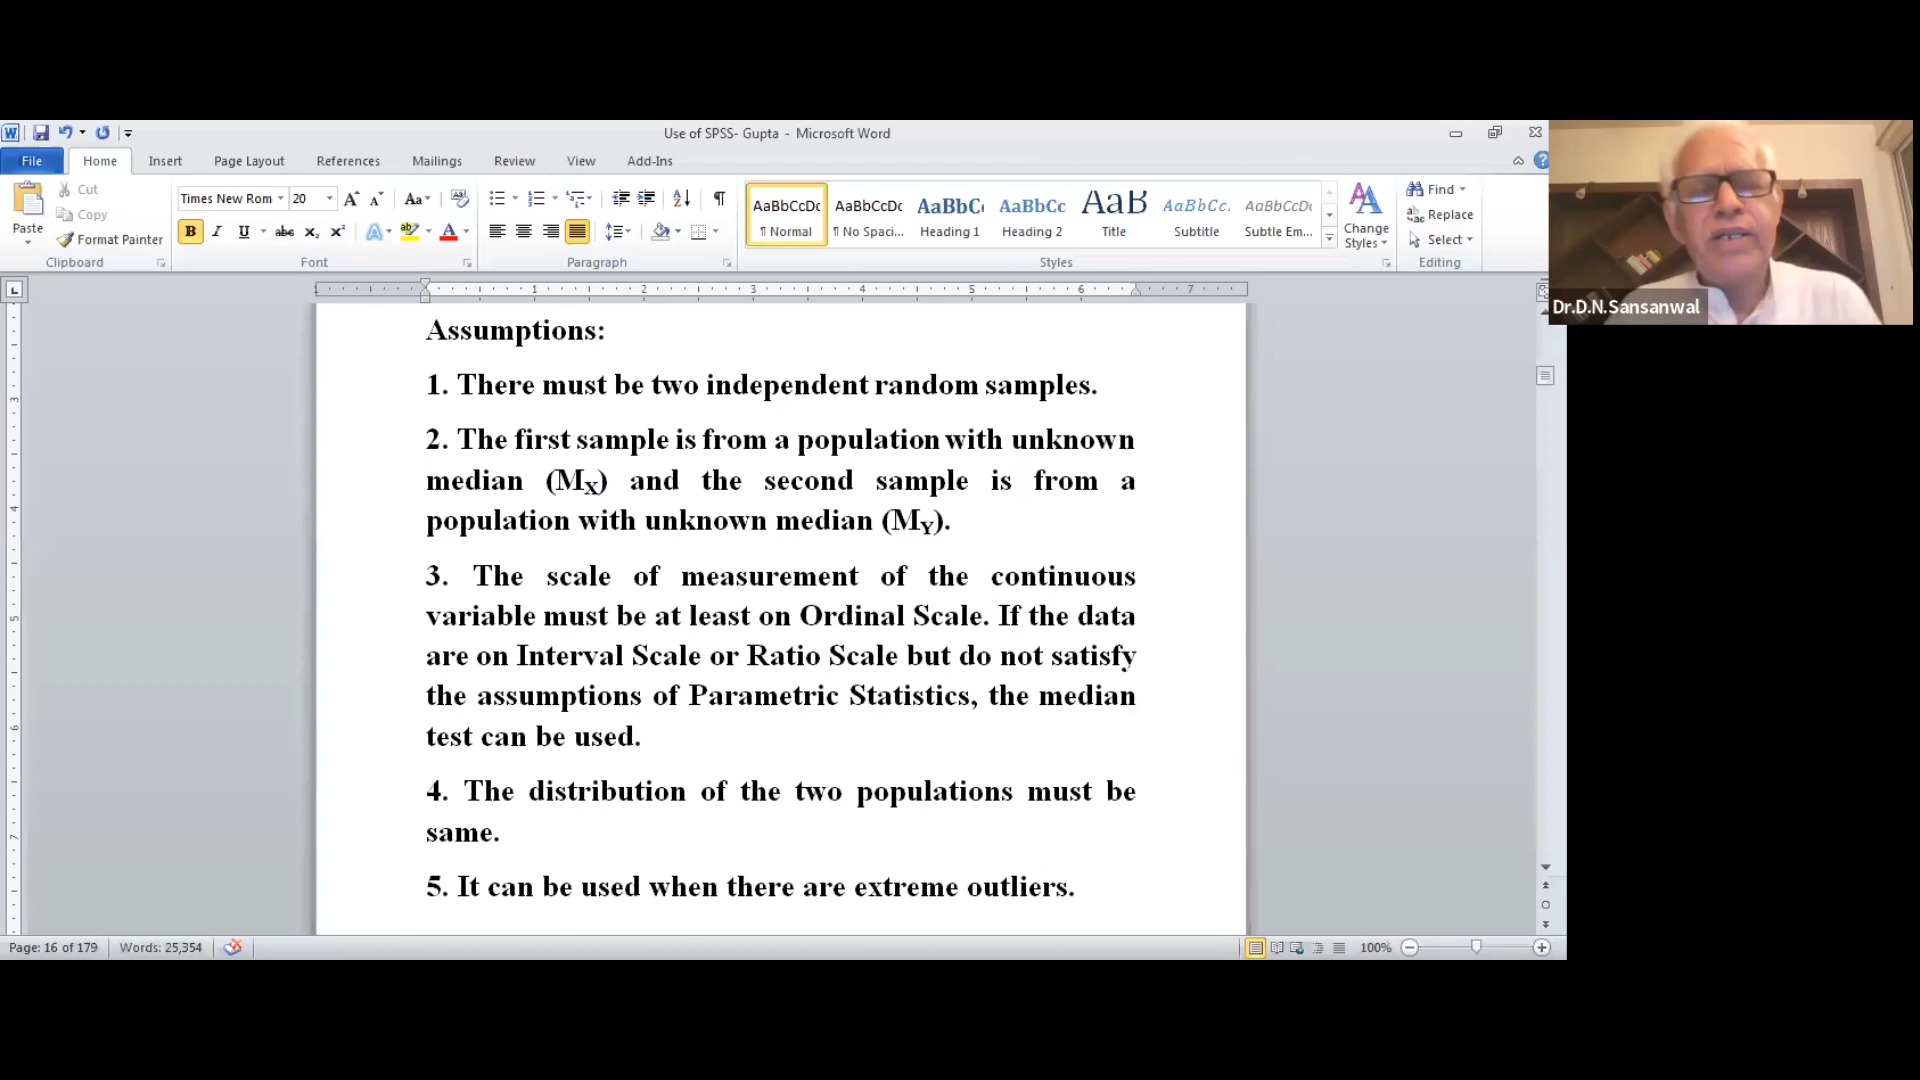 Use of SPSS- Gupta - Microsoft Word
File Home Insert Page Layout References Mailings Review View Add-Ins
Paste
Cut
Copy
Format Painter
Clipboard
Times New Rom 20
Font
Paragraph
AaBbCcDc AaBbCcDc AaBbC AaBbCc AaB AaBbCc. AaBbCcDc
¶ Normal ¶ No Spaci... Heading 1 Heading 2 Title Subtitle Subtle Em...
Styles
Change
Styles
Find
Replace
Select
Editing
Dr.D.N.Sansanwal
Assumptions:
1. There must be two independent random samples.
2. The first sample is from a population with unknown
median (MX) and the second sample is from a
population with unknown median (MY).
3. The scale of measurement of the continuous
variable must be at least on Ordinal Scale. If the data
are on Interval Scale or Ratio Scale but do not satisfy
the assumptions of Parametric Statistics, the median
test can be used.
4. The distribution of the two populations must be
same.
5. It can be used when there are extreme outliers.
Page: 16 of 179 Words: 25,354 100%